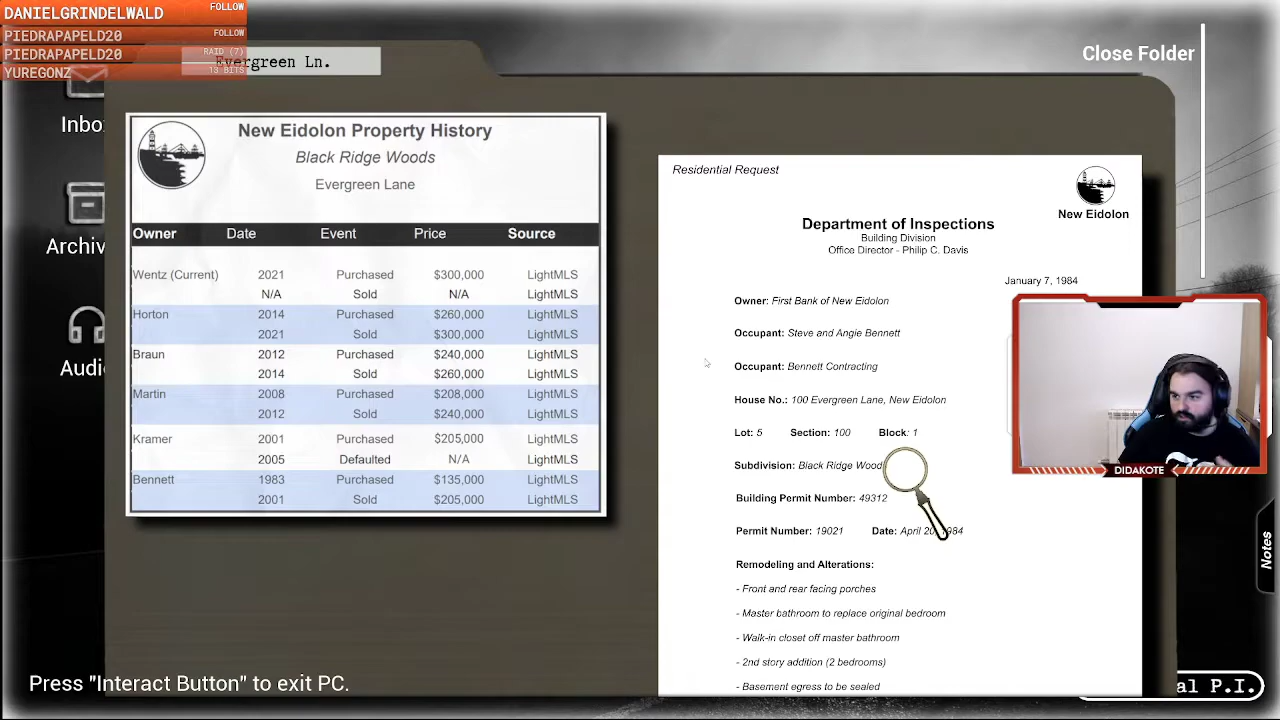 DANIELGRINDELWALD FOLLOW
PIEDRAPAPELD20 FOLLOW
PIEDRAPAPELD20 RAID (7)
YUREGONZ 13 BITS
Evergreen Ln.
Close Folder
Inbo
Archiv
Audi
New Eidolon Property History
Black Ridge Woods
Evergreen Lane
Owner Date Event Price Source
Wentz (Current) 2021 Purchased $300,000 LightMLS
N/A Sold N/A LightMLS
Horton 2014 Purchased $260,000 LightMLS
2021 Sold $300,000 LightMLS
Braun 2012 Purchased $240,000 LightMLS
2014 Sold $260,000 LightMLS
Martin 2008 Purchased $208,000 LightMLS
2012 Sold $240,000 LightMLS
Kramer 2001 Purchased $205,000 LightMLS
2005 Defaulted N/A LightMLS
Bennett 1983 Purchased $135,000 LightMLS
2001 Sold $205,000 LightMLS
Residential Request
New Eidolon
Department of Inspections
Building Division
Office Director - Philip C. Davis
January 7, 1984
Owner: First Bank of New Eidolon
Occupant: Steve and Angie Bennett
Occupant: Bennett Contracting
House No.: 100 Evergreen Lane, New Eidolon
Lot: 5 Section: 100 Block: 1
Subdivision: Black Ridge Wood
Building Permit Number: 49312
Permit Number: 19021 Date: April 20, 1984
Remodeling and Alterations:
- Front and rear facing porches
- Master bathroom to replace original bedroom
- Walk-in closet off master bathroom
- 2nd story addition (2 bedrooms)
- Basement egress to be sealed
DIDAKOTE
Notes
Press "Interact Button" to exit PC.
al P.I.